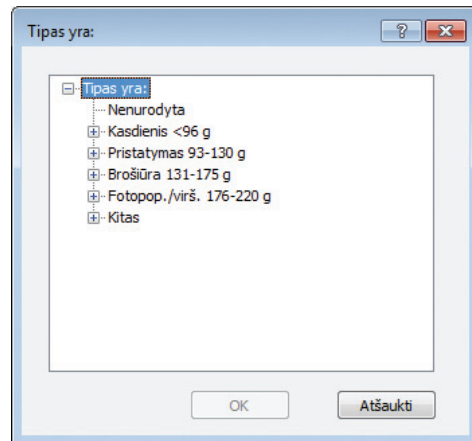 Tipas yra:
Tipas yra:
Nenurodyta
Kasdienis <96 g
Pristatymas 93-130 g
Brošiūra 131-175 g
Fotopop./virš. 176-220 g
Kitas
OK
Atšaukti